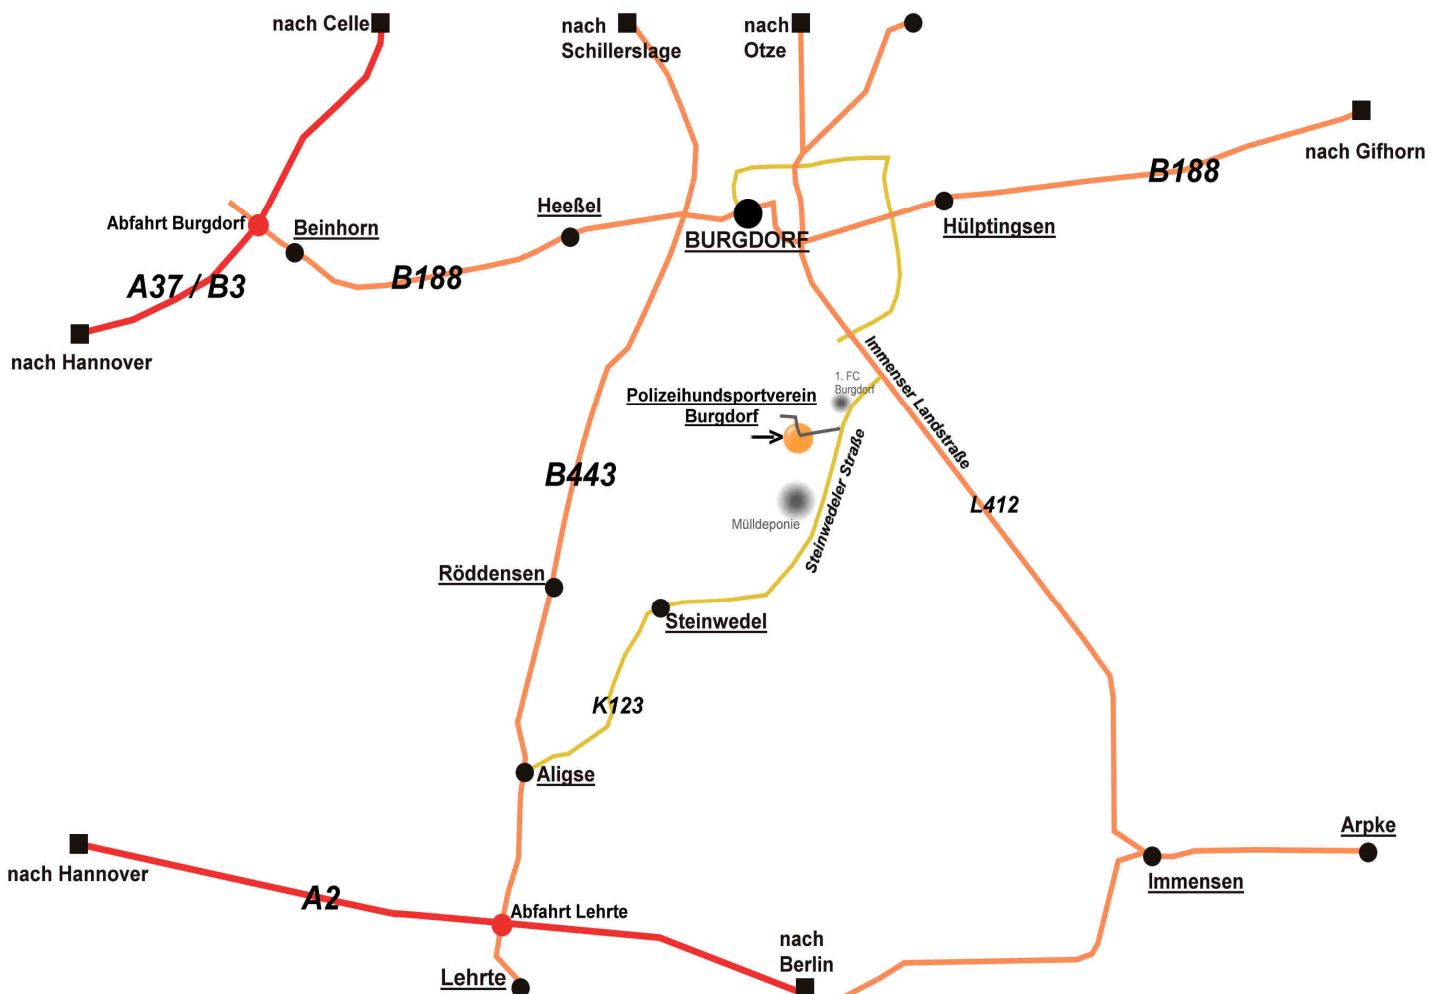 nach Celle
nach
Schillerslage
nach
Otze
nach Gifhorn
B188
Abfahrt Burgdorf
Beinhorn
Heeßel
BURGDORF
Hülptingsen
A37 / B3
B188
nach Hannover
Immenser Landstraße
1. FC
Burgdorf
Polizeihundsportverein
Burgdorf
B443
Steinwedeler Straße
L412
Mülldeponie
Röddensen
Steinwedel
K123
Aligse
Arpke
nach Hannover
Immensen
A2
Abfahrt Lehrte
nach
Berlin
Lehrte